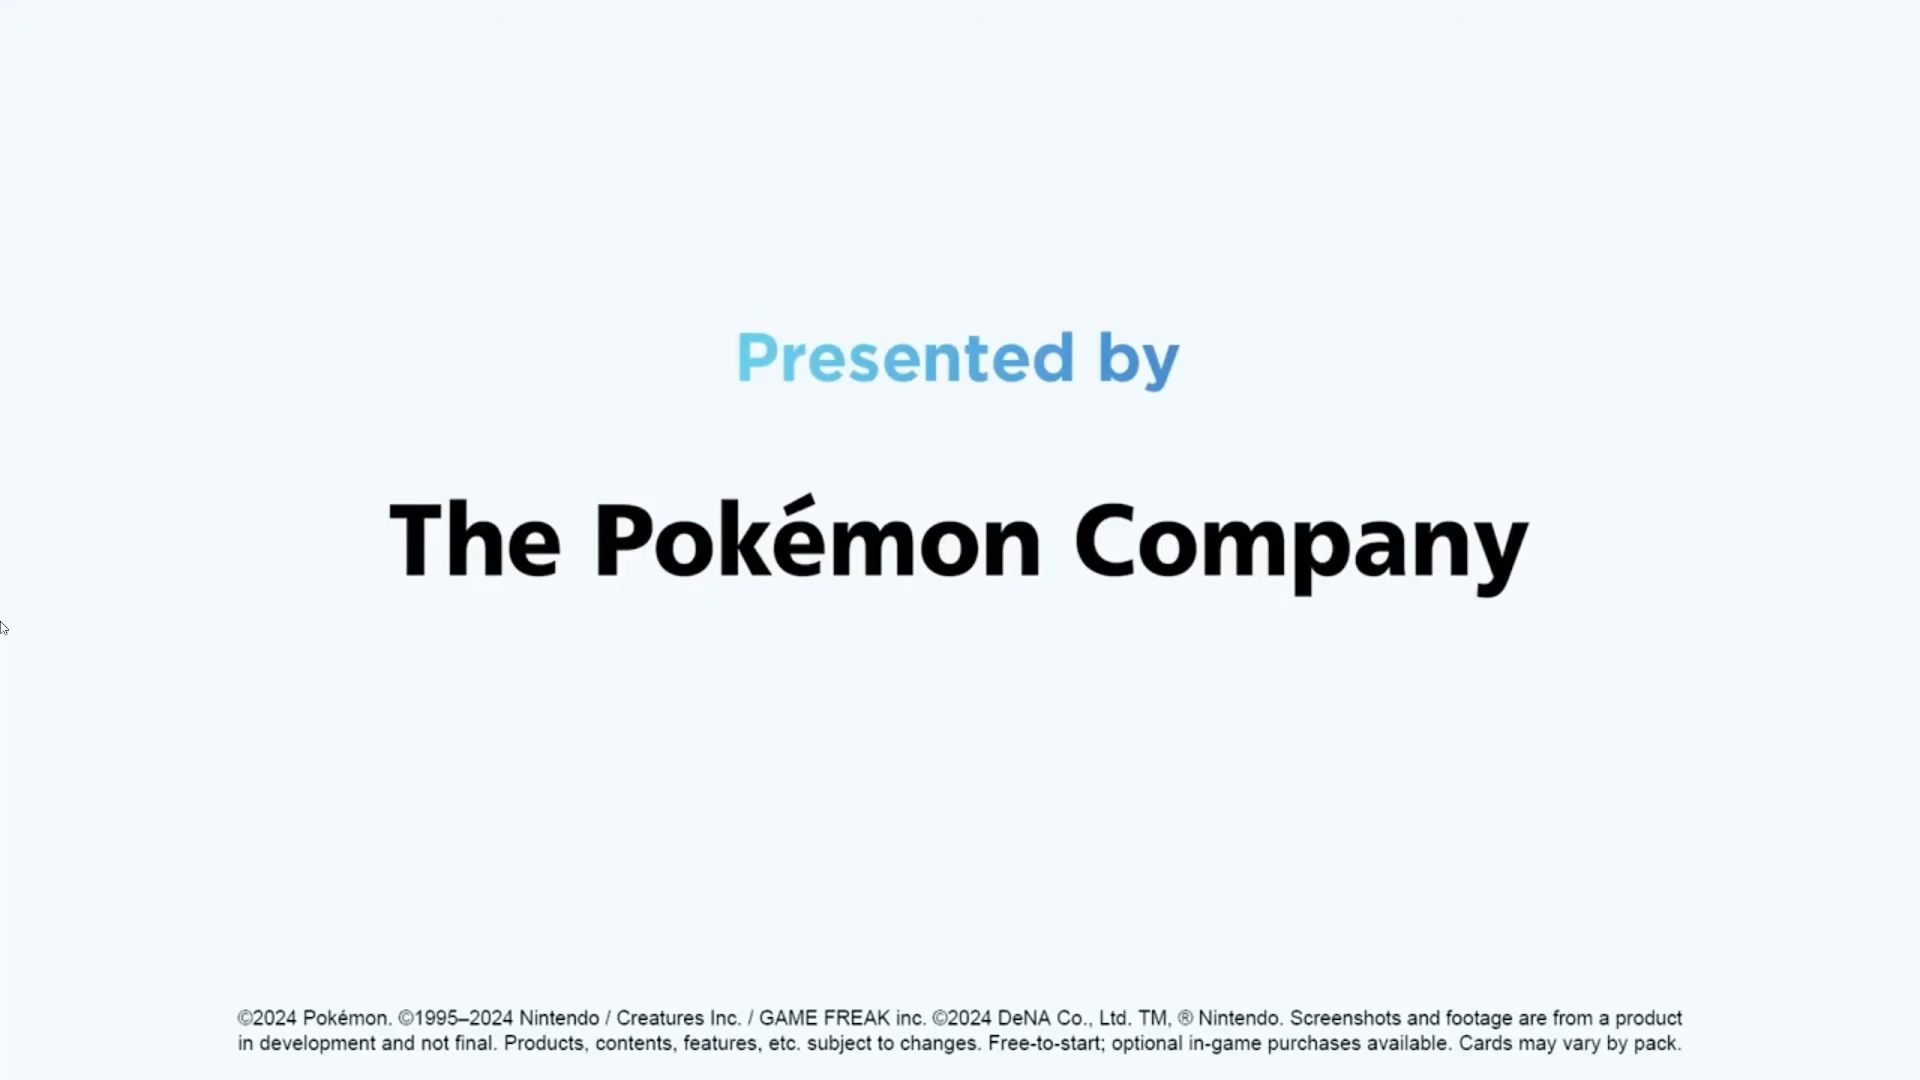 Presented by
The Pokémon Company
©2024 Pokémon. ©1995–2024 Nintendo / Creatures Inc. / GAME FREAK inc. ©2024 DeNA Co., Ltd. TM, ® Nintendo. Screenshots and footage are from a product
in development and not final. Products, contents, features, etc. subject to changes. Free-to-start; optional in-game purchases available. Cards may vary by pack.